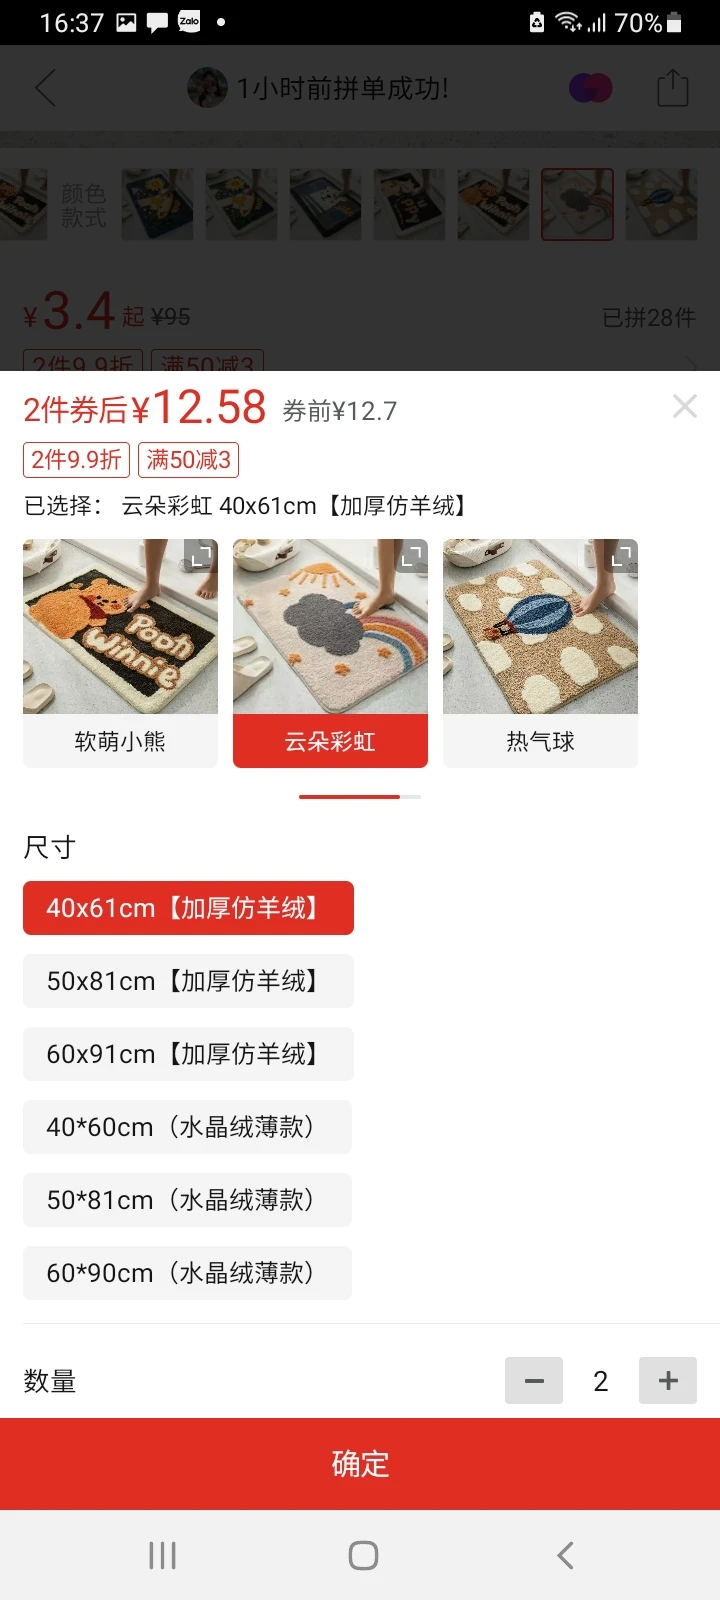 16:37 Zalo 70%
1小时前拼单成功!
颜色
款式
¥3.4起 ¥95 已拼28件
2件9.9折 满50减3
2件券后¥12.58 券前¥12.7
2件9.9折 满50减3
已选择： 云朵彩虹 40x61cm【加厚仿羊绒】
Pooh
Winnie
软萌小熊 云朵彩虹 热气球
尺寸
40x61cm【加厚仿羊绒】
50x81cm【加厚仿羊绒】
60x91cm【加厚仿羊绒】
40*60cm（水晶绒薄款）
50*81cm（水晶绒薄款）
60*90cm（水晶绒薄款）
数量 2
确定